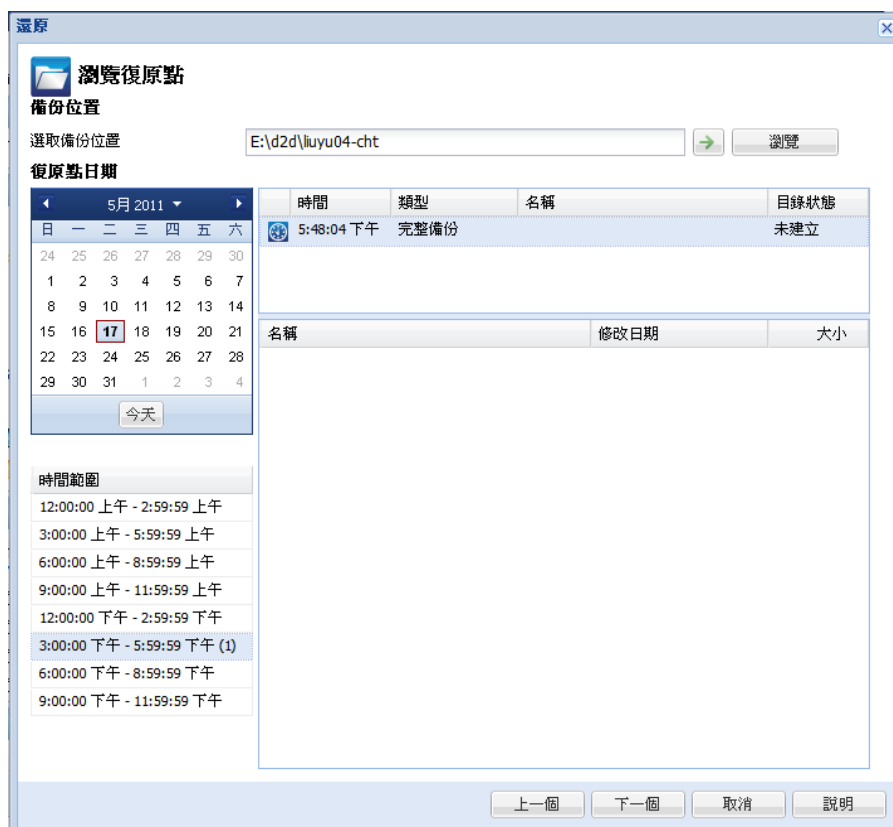 還原
瀏覽復原點
備份位置
選取備份位置 E:\d2d\liuyu04-cht 瀏覽
復原點日期
5月 2011
日 一 二 三 四 五 六
24 25 26 27 28 29 30
1 2 3 4 5 6 7
8 9 10 11 12 13 14
15 16 17 18 19 20 21
22 23 24 25 26 27 28
29 30 31 1 2 3 4
今天
時間範圍
12:00:00 上午 - 2:59:59 上午
3:00:00 上午 - 5:59:59 上午
6:00:00 上午 - 8:59:59 上午
9:00:00 上午 - 11:59:59 上午
12:00:00 下午 - 2:59:59 下午
3:00:00 下午 - 5:59:59 下午 (1)
6:00:00 下午 - 8:59:59 下午
9:00:00 下午 - 11:59:59 下午
時間 類型 名稱 目錄狀態
5:48:04 下午 完整備份 未建立
名稱 修改日期 大小
上一個 下一個 取消 說明